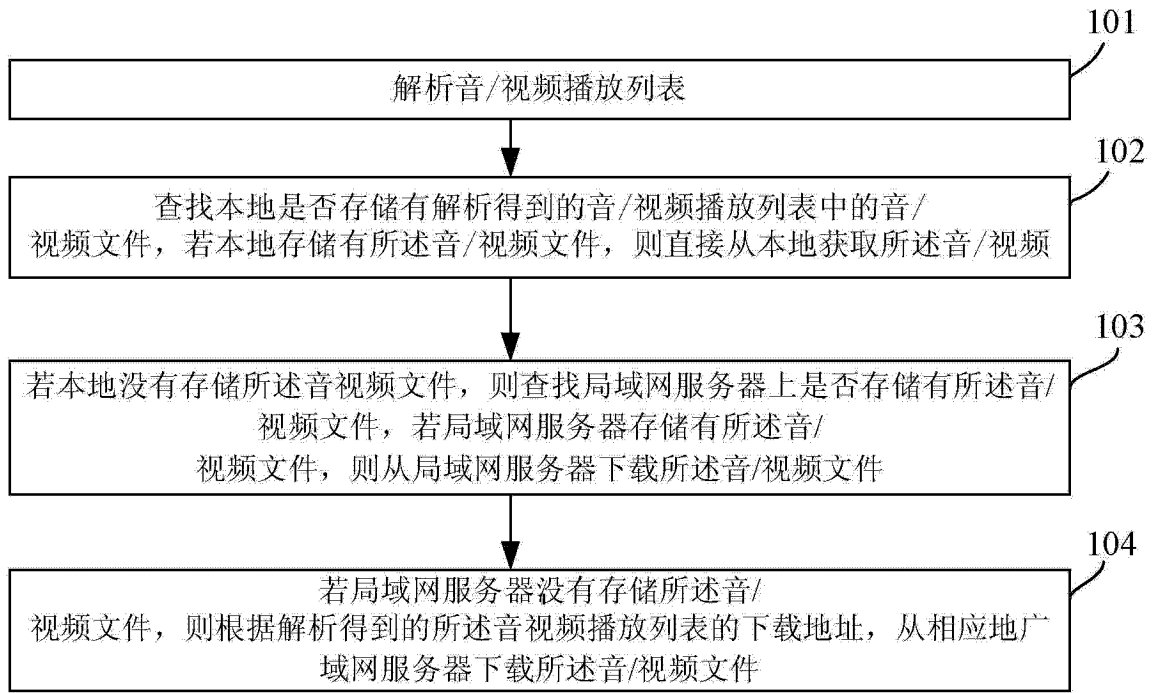 101
解析音/视频播放列表
102
查找本地是否存储有解析得到的音/视频播放列表中的音/
视频文件，若本地存储有所述音/视频文件，则直接从本地获取所述音/视频
103
若本地没有存储所述音视频文件，则查找局域网服务器上是否存储有所述音/
视频文件，若局域网服务器存储有所述音/
视频文件，则从局域网服务器下载所述音/视频文件
104
若局域网服务器没有存储所述音/
视频文件，则根据解析得到的所述音视频播放列表的下载地址，从相应地广
域网服务器下载所述音/视频文件